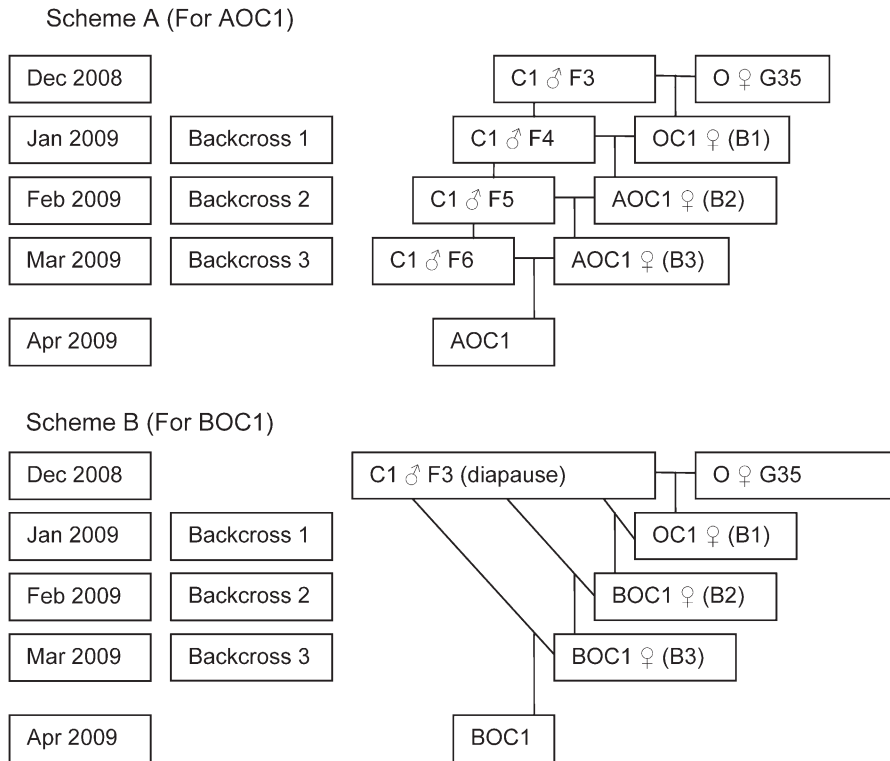 Scheme A (For AOC1)
Dec 2008 C1 ♂ F3 O ♀ G35
Jan 2009 Backcross 1 C1 ♂ F4 OC1 ♀ (B1)
Feb 2009 Backcross 2 C1 ♂ F5 AOC1 ♀ (B2)
Mar 2009 Backcross 3 C1 ♂ F6 AOC1 ♀ (B3)
Apr 2009 AOC1
Scheme B (For BOC1)
Dec 2008 C1 ♂ F3 (diapause) O ♀ G35
Jan 2009 Backcross 1 OC1 ♀ (B1)
Feb 2009 Backcross 2 BOC1 ♀ (B2)
Mar 2009 Backcross 3 BOC1 ♀ (B3)
Apr 2009 BOC1